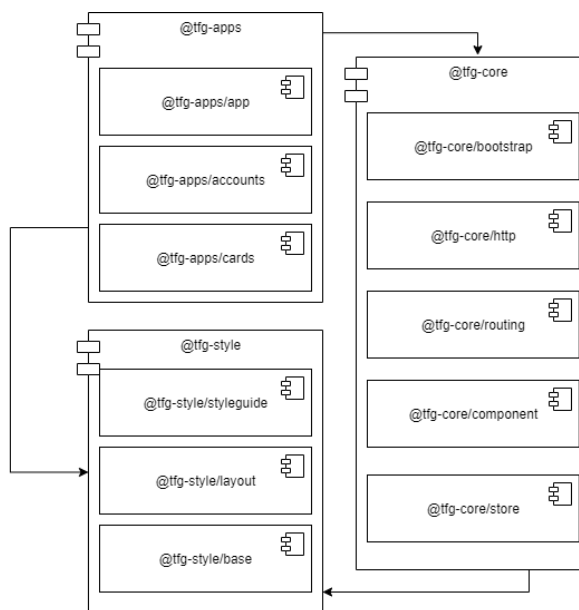 @tfg-apps
@tfg-apps/app
@tfg-apps/accounts
@tfg-apps/cards
@tfg-core
@tfg-core/bootstrap
@tfg-core/http
@tfg-core/routing
@tfg-core/component
@tfg-core/store
@tfg-style
@tfg-style/styleguide
@tfg-style/layout
@tfg-style/base